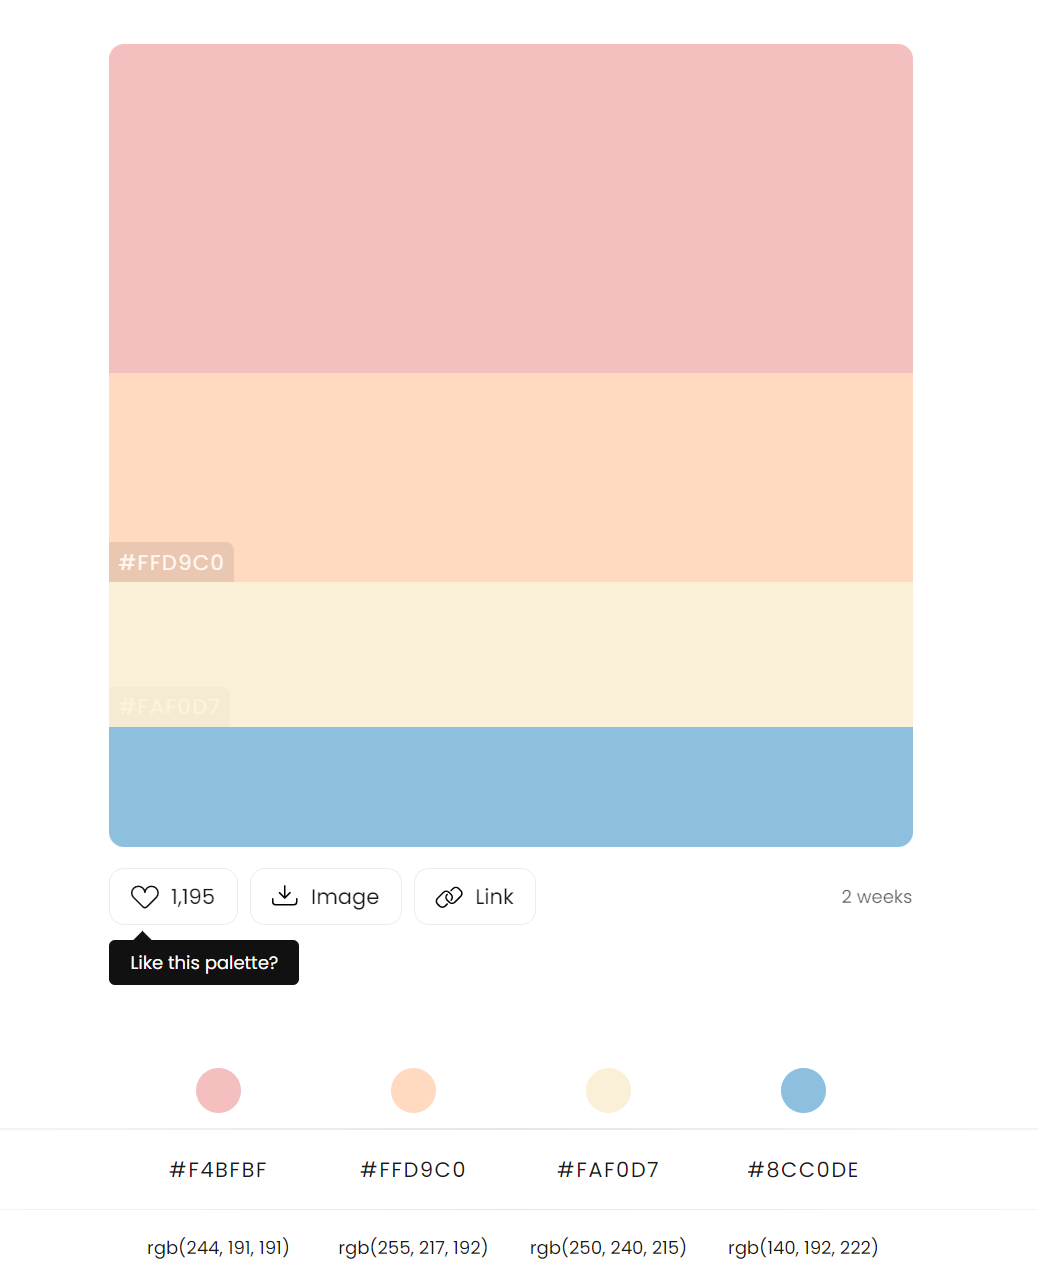 #FFD9C0
#FAF0D7
1,195
Image
Link
2 weeks
Like this palette?
#F4BFBF
#FFD9C0
#FAF0D7
#8CC0DE
rgb(244, 191, 191)
rgb(255, 217, 192)
rgb(250, 240, 215)
rgb(140, 192, 222)